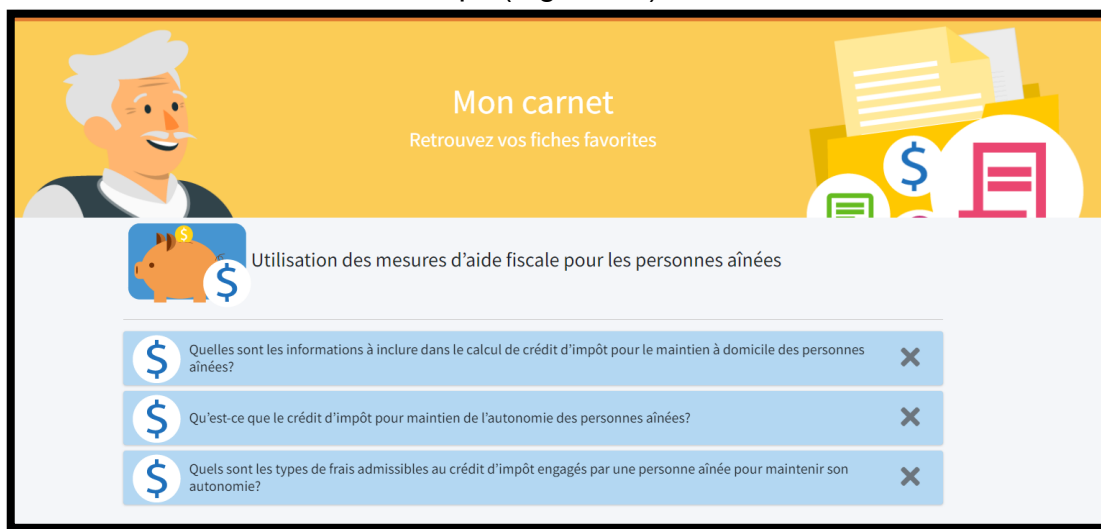 Mon carnet
Retrouvez vos fiches favorites
Utilisation des mesures d'aide fiscale pour les personnes aînées
Quelles sont les informations à inclure dans le calcul de crédit d'impôt pour le maintien à domicile des personnes
aînées?
Qu'est-ce que le crédit d'impôt pour maintien de l'autonomie des personnes aînées?
Quels sont les types de frais admissibles au crédit d'impôt engagés par une personne aînée pour maintenir son
autonomie?